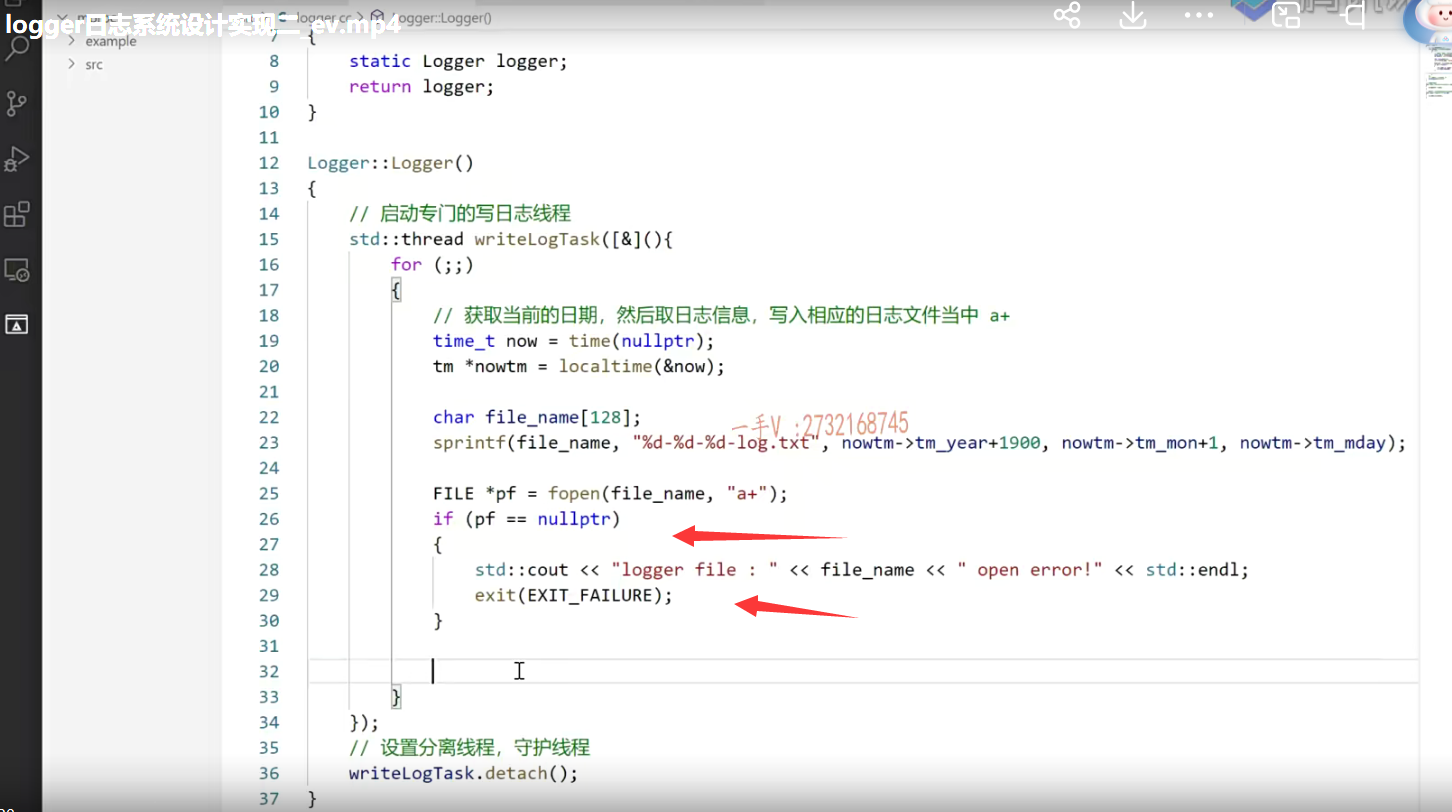 logger日志系统设计实现二_ev.mp4
logger.cc
Logger::Logger()
example
src
7 {
8 static Logger logger;
9 return logger;
10 }
11
12 Logger::Logger()
13 {
14 // 启动专门的写日志线程
15 std::thread writeLogTask([&](){
16 for (;;)
17 {
18 // 获取当前的日期，然后取日志信息，写入相应的日志文件当中 a+
19 time_t now = time(nullptr);
20 tm *nowtm = localtime(&now);
21
22 char file_name[128];
一手V :2732168745
23 sprintf(file_name, "%d-%d-%d-log.txt", nowtm->tm_year+1900, nowtm->tm_mon+1, nowtm->tm_mday);
24
25 FILE *pf = fopen(file_name, "a+");
26 if (pf == nullptr)
27 {
28 std::cout << "logger file : " << file_name << " open error!" << std::endl;
29 exit(EXIT_FAILURE);
30 }
31
32
33 }
34 });
35 // 设置分离线程，守护线程
36 writeLogTask.detach();
37 }